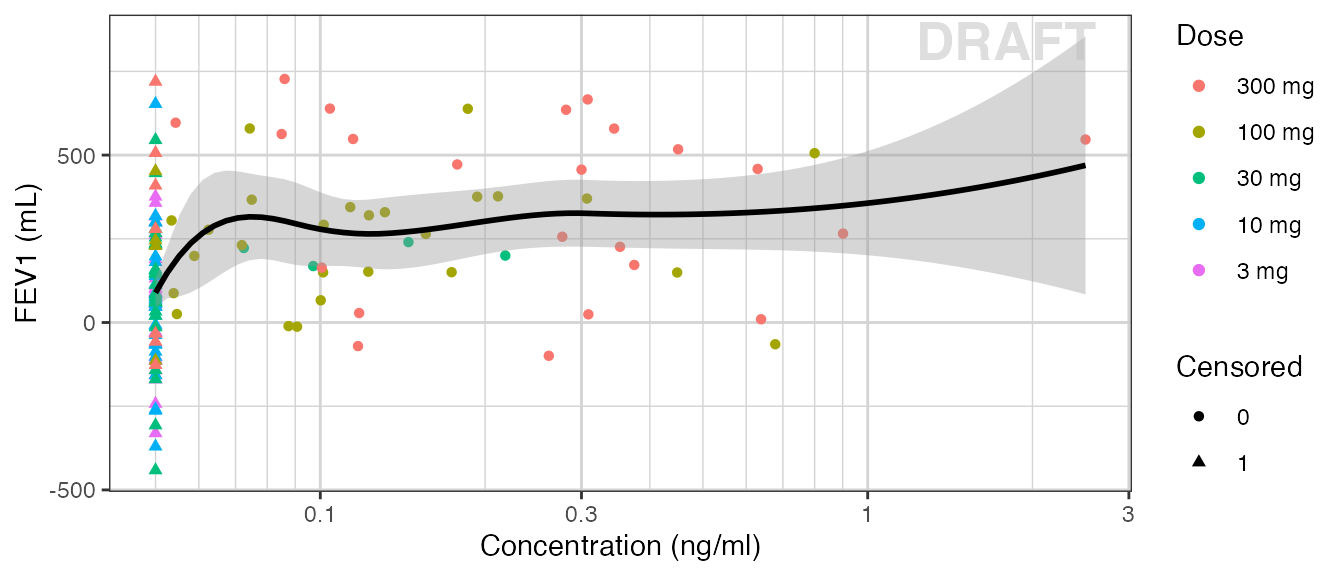 DRAFT
FEV1 (mL)
500
0
-500
0.1
0.3
1
3
Concentration (ng/ml)
Dose
300 mg
100 mg
30 mg
10 mg
3 mg
Censored
0
1